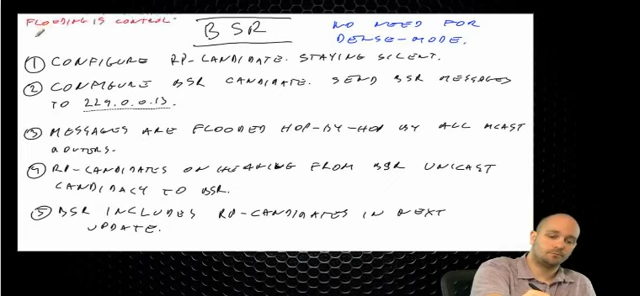 FLOODING IS CONTROL.
BSR
NO NEED FOR
DENSE-MODE.
① CONFIGURE RP-CANDIDATE. STAYING SILENT.
② CONFIGURE BSR CANDIDATE. SEND BSR MESSAGES
TO 224.0.0.13.
③ MESSAGES ARE FLOODED HOP-BY-HOP BY ALL MCAST
ROUTERS.
④ RP-CANDIDATES ON HEARING FROM BSR UNICAST
CANDIDACY TO BSR.
⑤ BSR INCLUDES RP-CANDIDATES IN NEXT
UPDATE.